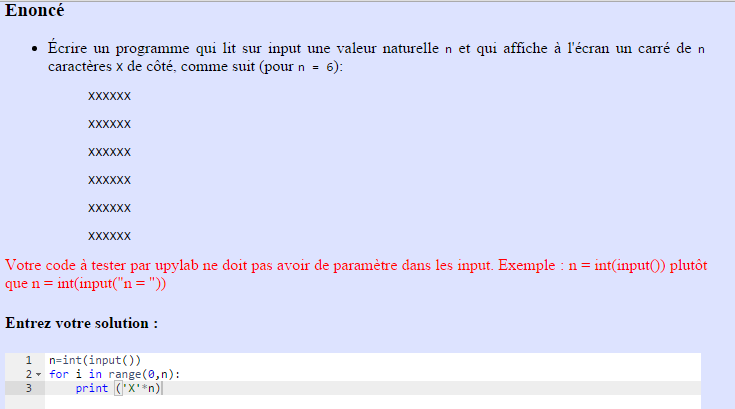 Enoncé
• Écrire un programme qui lit sur input une valeur naturelle n et qui affiche à l'écran un carré de n
caractères X de côté, comme suit (pour n = 6):
XXXXXX
XXXXXX
XXXXXX
XXXXXX
XXXXXX
XXXXXX
Votre code à tester par upylab ne doit pas avoir de paramètre dans les input. Exemple : n = int(input()) plutôt
que n = int(input("n = "))
Entrez votre solution :
1 n=int(input())
2 for i in range(0,n):
3 print ('X'*n)